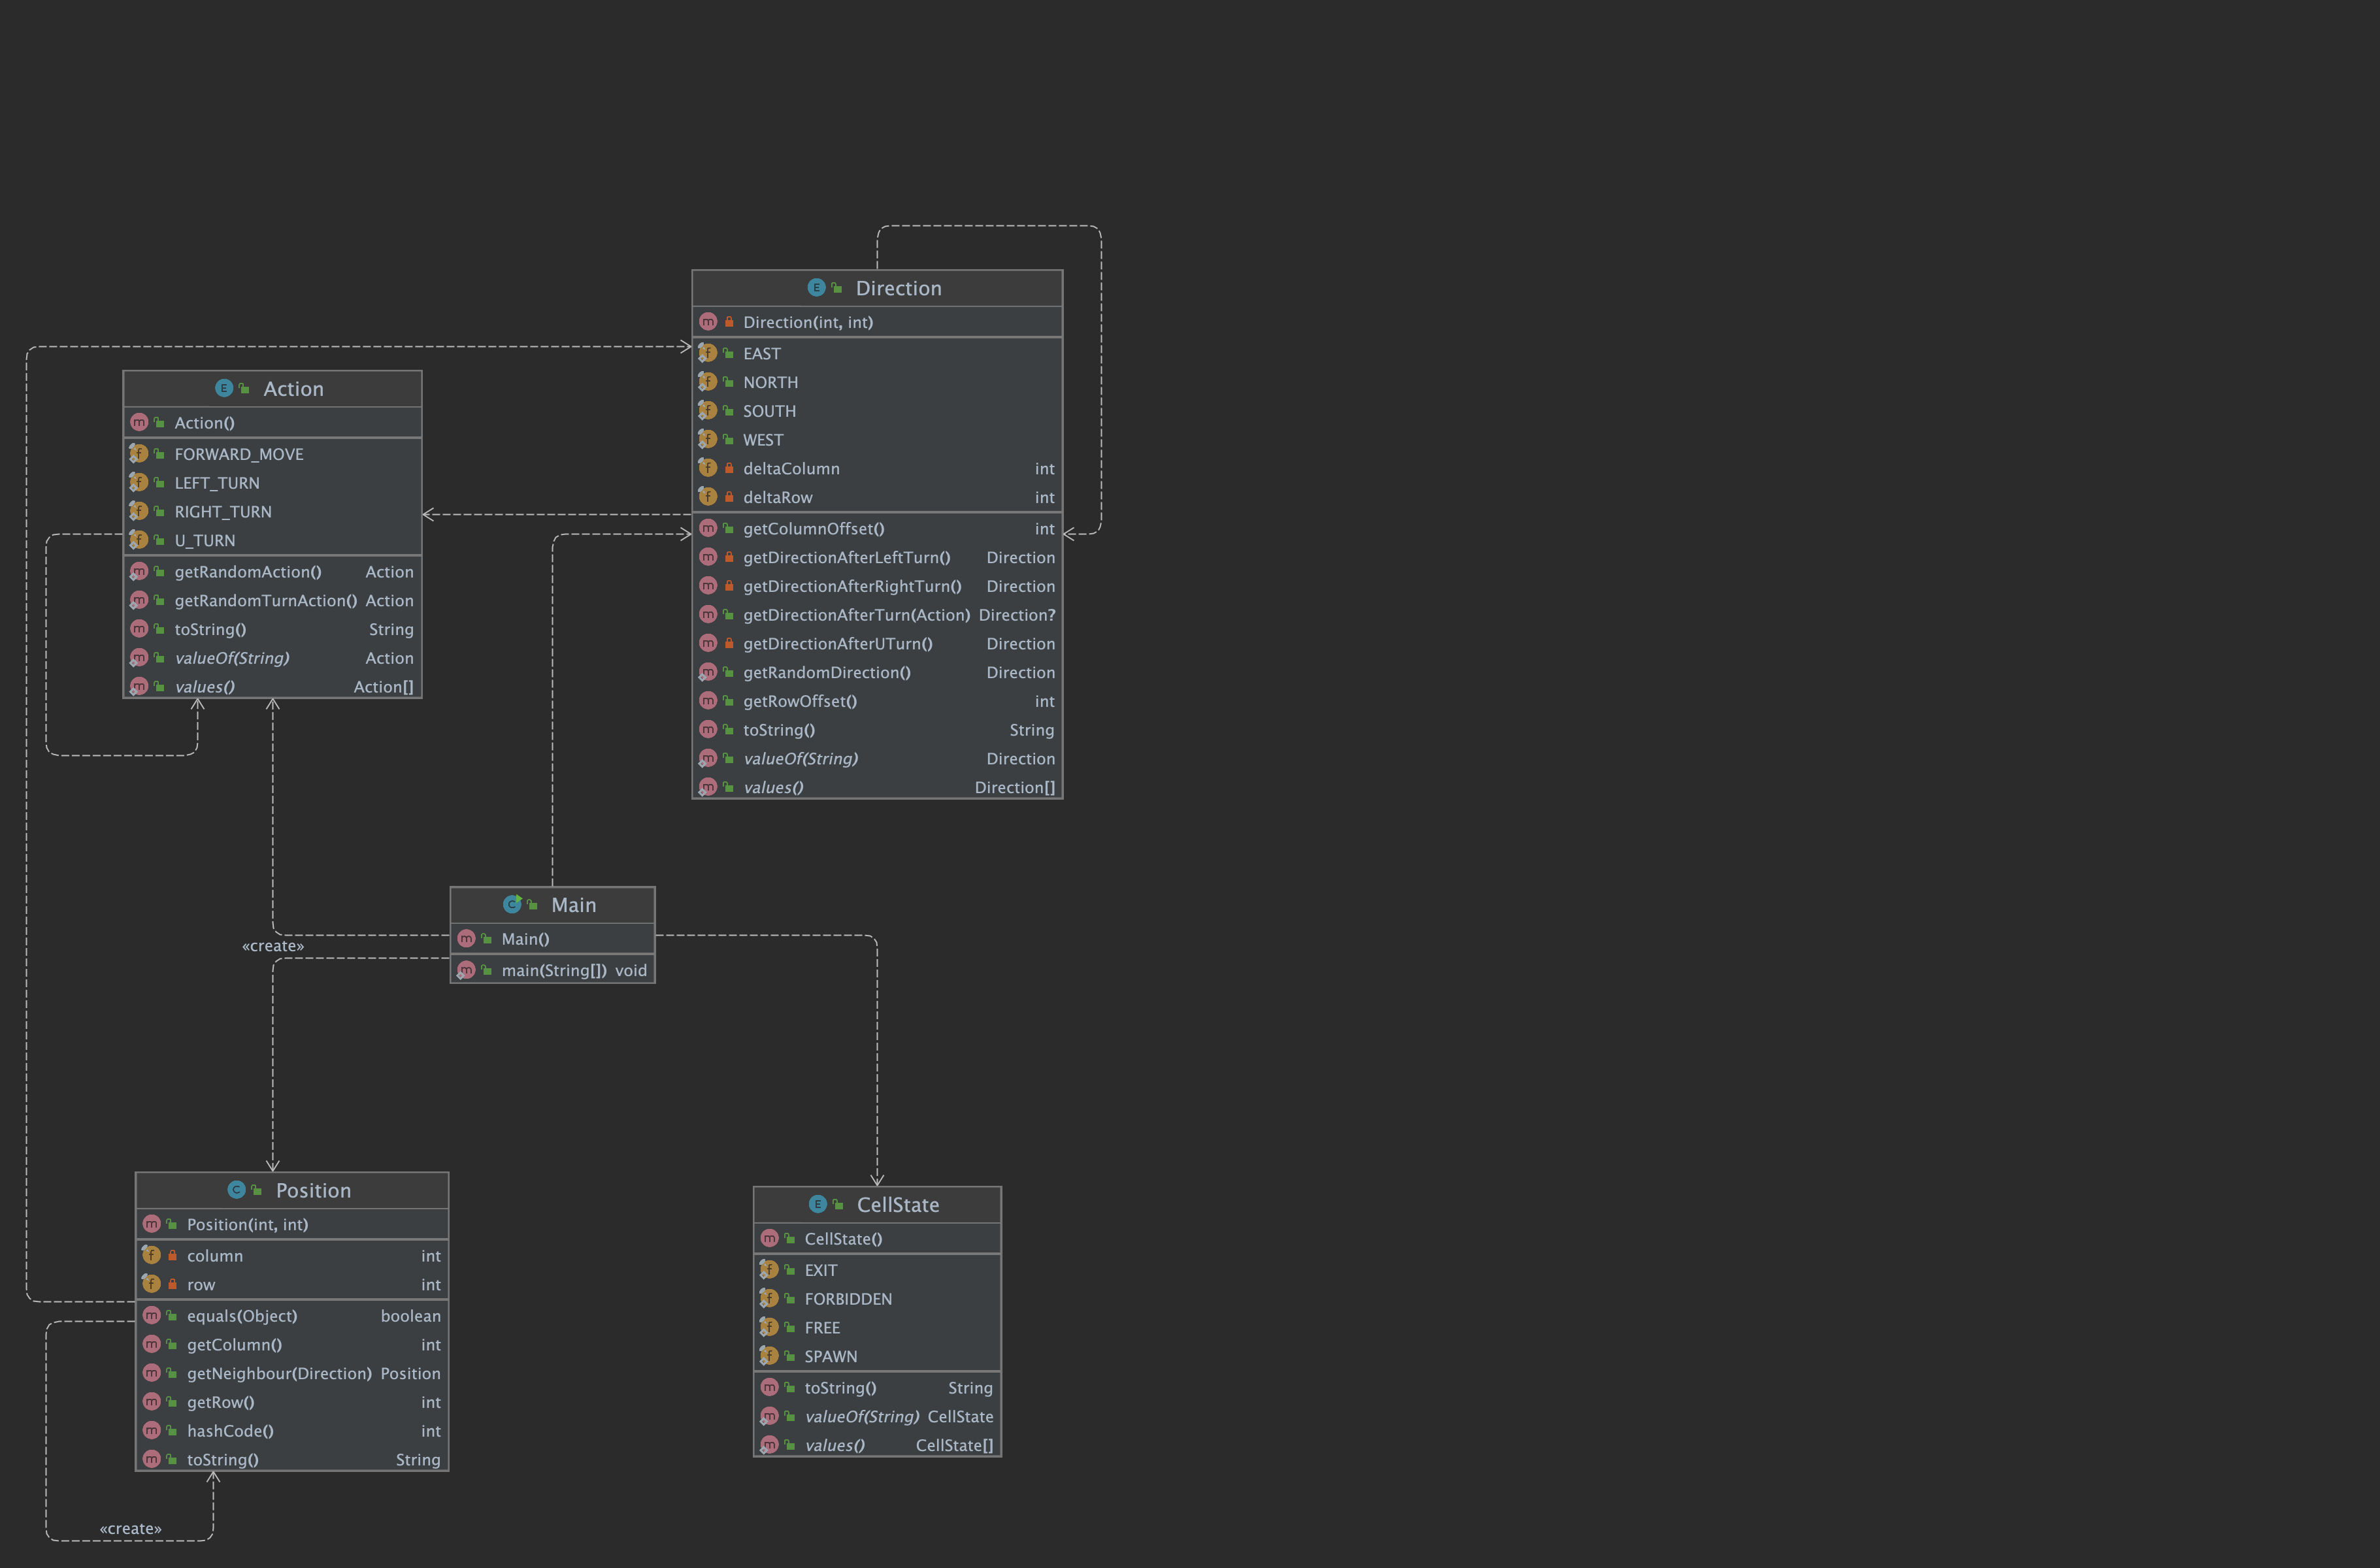 Direction
Direction(int, int)
EAST
NORTH
SOUTH
WEST
deltaColumn int
deltaRow int
getColumnOffset() int
getDirectionAfterLeftTurn() Direction
getDirectionAfterRightTurn() Direction
getDirectionAfterTurn(Action) Direction?
getDirectionAfterUTurn() Direction
getRandomDirection() Direction
getRowOffset() int
toString() String
valueOf(String) Direction
values() Direction[]
Action
Action()
FORWARD_MOVE
LEFT_TURN
RIGHT_TURN
U_TURN
getRandomAction() Action
getRandomTurnAction() Action
toString() String
valueOf(String) Action
values() Action[]
Main
Main()
main(String[]) void
«create»
Position
Position(int, int)
column int
row int
equals(Object) boolean
getColumn() int
getNeighbour(Direction) Position
getRow() int
hashCode() int
toString() String
«create»
CellState
CellState()
EXIT
FORBIDDEN
FREE
SPAWN
toString() String
valueOf(String) CellState
values() CellState[]